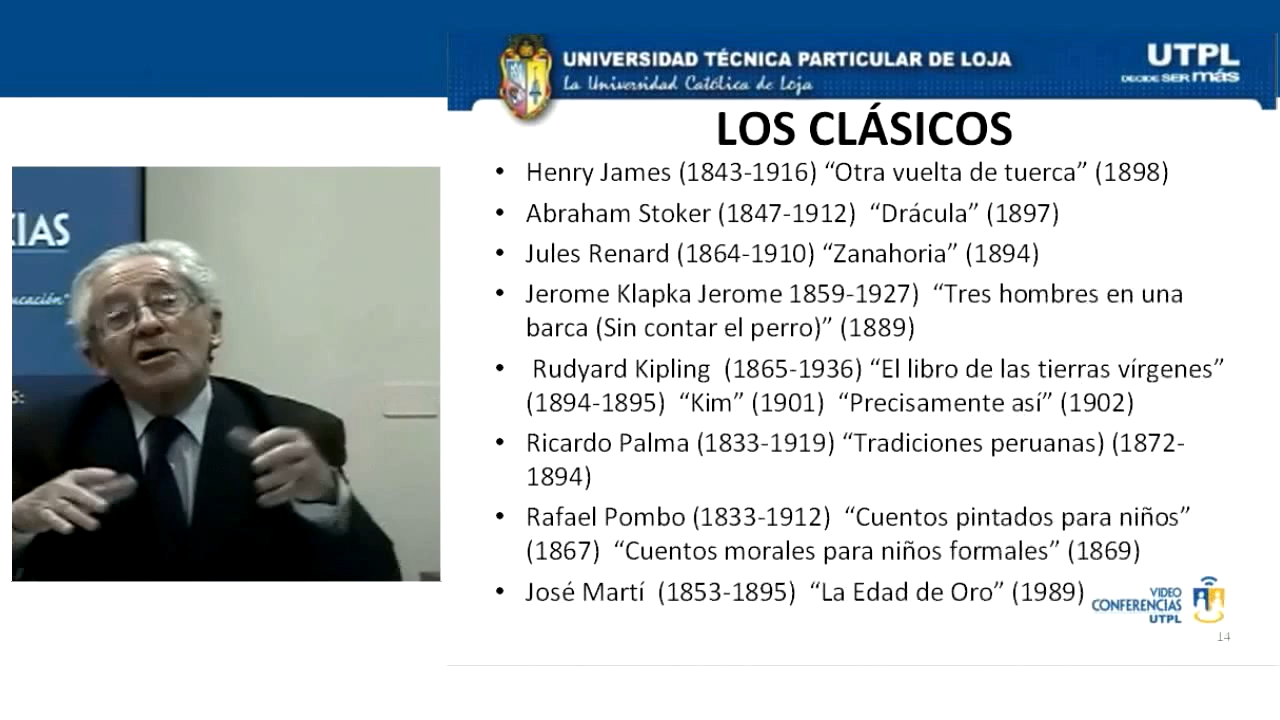 UNIVERSIDAD TÉCNICA PARTICULAR DE LOJA
La Universidad Católica de Loja
UTPL
DECIDE SER más
LOS CLÁSICOS
• Henry James (1843-1916) “Otra vuelta de tuerca” (1898)
• Abraham Stoker (1847-1912) “Drácula” (1897)
• Jules Renard (1864-1910) “Zanahoria” (1894)
• Jerome Klapka Jerome 1859-1927) “Tres hombres en una
barca (Sin contar el perro)” (1889)
• Rudyard Kipling (1865-1936) “El libro de las tierras vírgenes”
(1894-1895) “Kim” (1901) “Precisamente así” (1902)
• Ricardo Palma (1833-1919) “Tradiciones peruanas) (1872-
1894)
• Rafael Pombo (1833-1912) “Cuentos pintados para niños”
(1867) “Cuentos morales para niños formales” (1869)
• José Martí (1853-1895) “La Edad de Oro” (1989)
VIDEO
CONFERENCIAS
UTPL
14
IAS
ucación"
S: